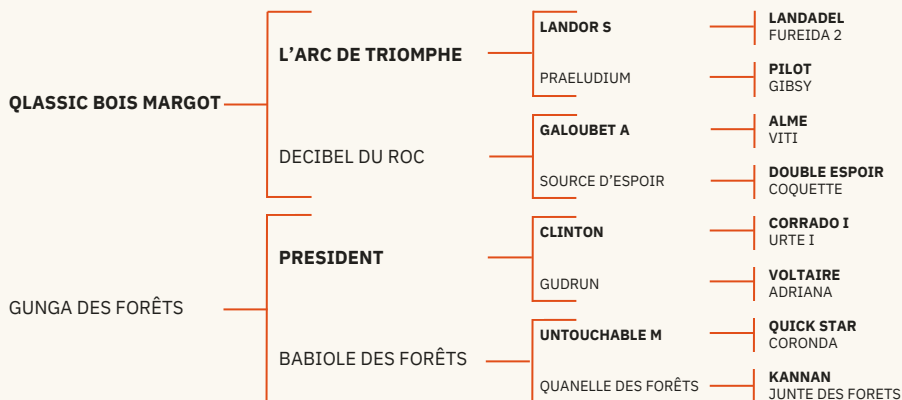 QLASSIC BOIS MARGOT
L’ARC DE TRIOMPHE
LANDOR S
LANDADEL
FUREIDA 2
PRAELUDIUM
PILOT
GIBSY
DECIBEL DU ROC
GALOUBET A
ALME
VITI
SOURCE D’ESPOIR
DOUBLE ESPOIR
COQUETTE
GUNGA DES FORÊTS
PRESIDENT
CLINTON
CORRADO I
URTE I
GUDRUN
VOLTAIRE
ADRIANA
BABIOLE DES FORÊTS
UNTOUCHABLE M
QUICK STAR
CORONDA
QUANELLE DES FORÊTS
KANNAN
JUNTE DES FORETS